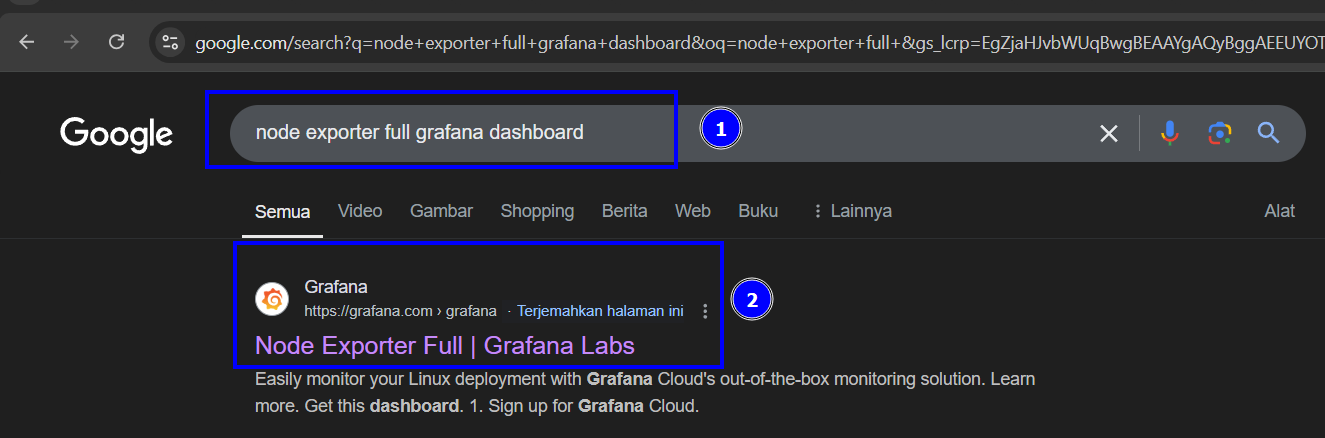 google.com/search?q=node+exporter+full+grafana+dashboard&oq=node+exporter+full+&gs_lcrp=EgZjaHJvbWUqBwgBEAAYgAQyBggAEEUYOT
Google
node exporter full grafana dashboard
1
Semua Video Gambar Shopping Berita Web Buku Lainnya Alat
Grafana
https://grafana.com › grafana · Terjemahkan halaman ini
2
Node Exporter Full | Grafana Labs
Easily monitor your Linux deployment with Grafana Cloud's out-of-the-box monitoring solution. Learn
more. Get this dashboard. 1. Sign up for Grafana Cloud.